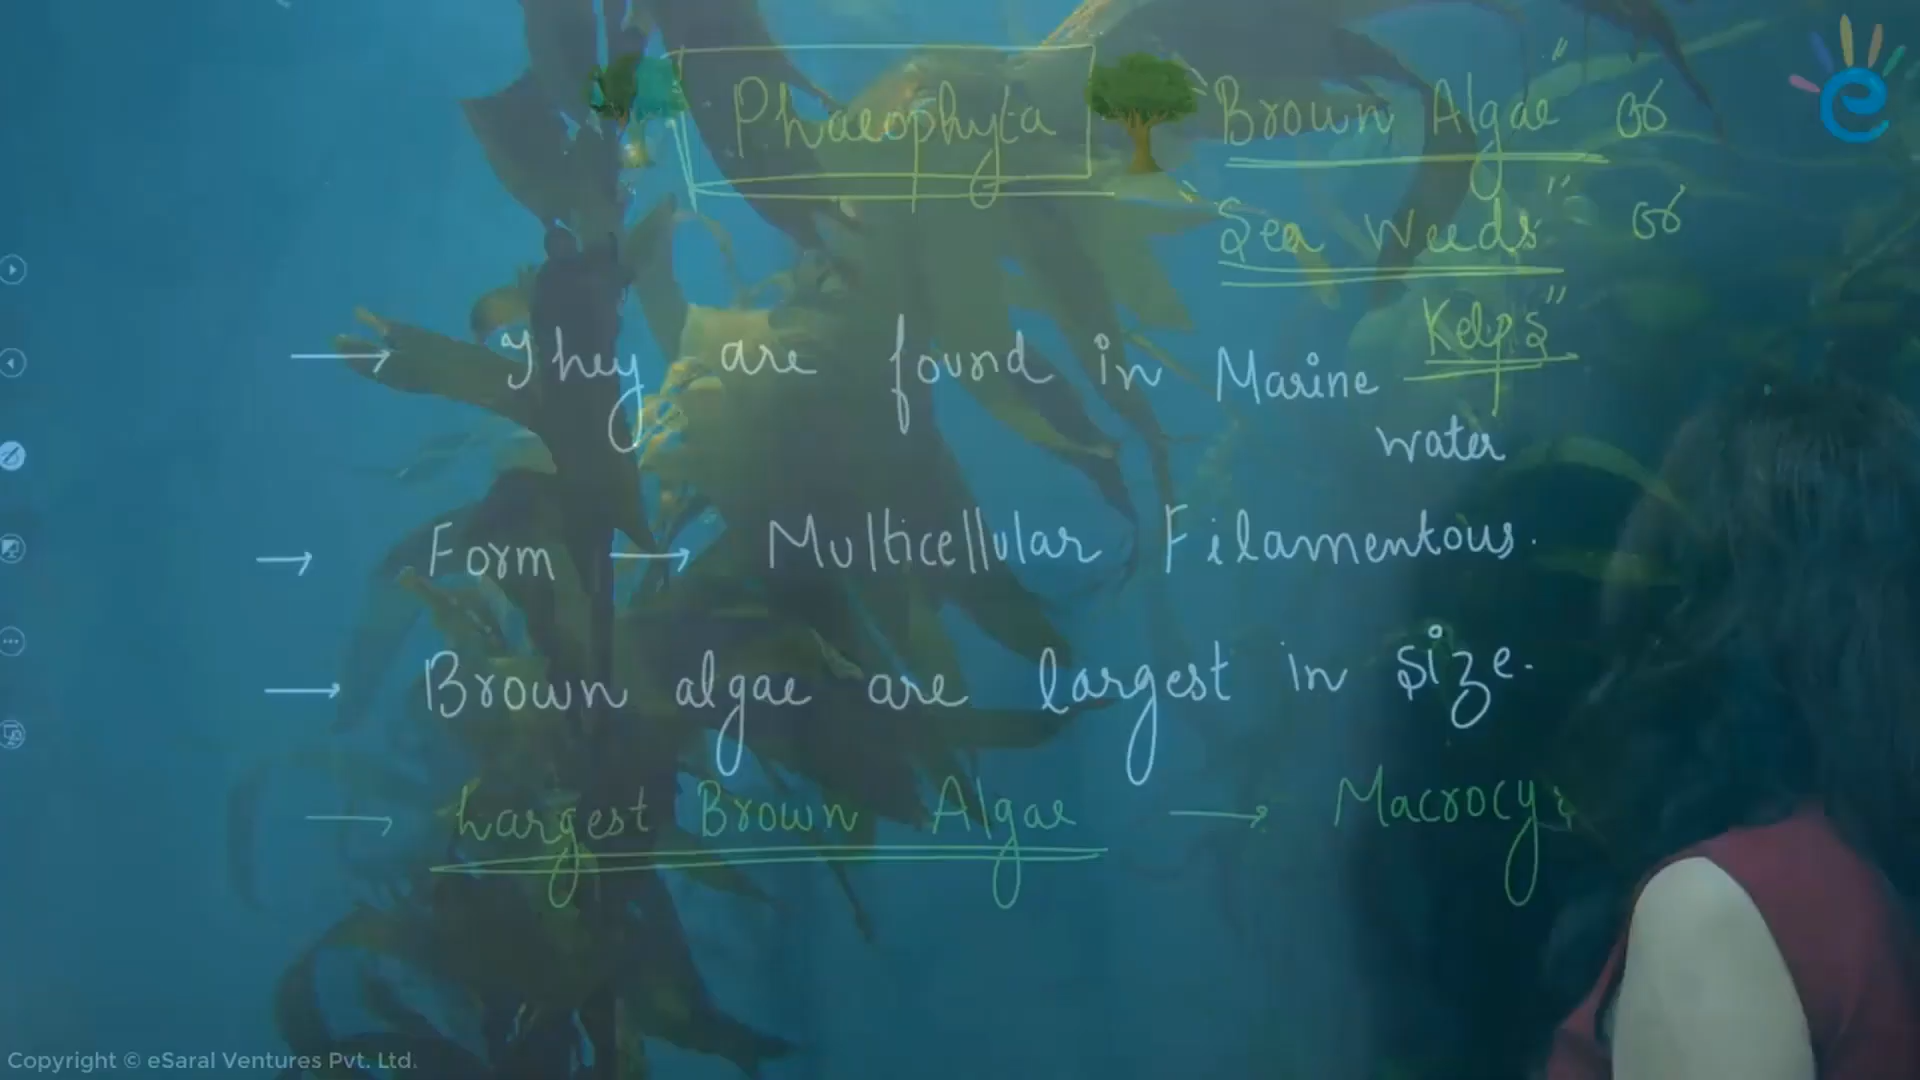 Phaeophyta "Brown Algae" or
"Sea Weeds" or
Kelps"
→ They are found in Marine
water
→ Form → Multicellular Filamentous.
→ Brown algae are largest in size.
→ Largest Brown Algae → Macrocy
Copyright © eSaral Ventures Pvt. Ltd.